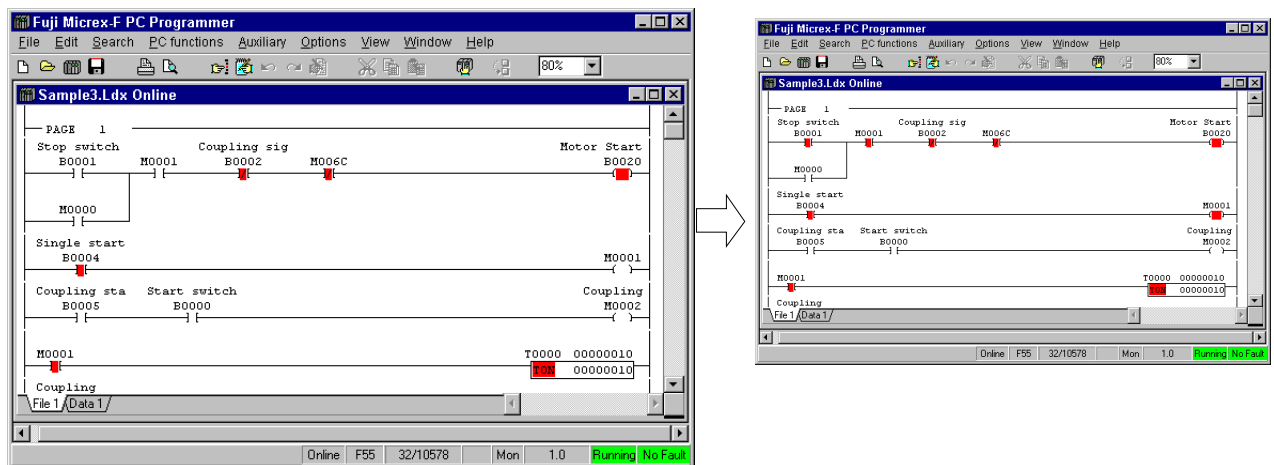 Fuji Micrex-F PC Programmer
File Edit Search PC functions Auxiliary Options View Window Help
80%
Sample3.Ldx Online
PAGE 1
Stop switch Coupling sig Motor Start
B0001 M0001 B0002 M006C B0020
M0000
Single start
B0004 M0001
Coupling sta Start switch Coupling
B0005 B0000 M0002
M0001 T0000 00000010
TON 00000010
Coupling
File 1 Data 1
Online F55 32/10578 Mon 1.0 Running No Fault
Fuji Micrex-F PC Programmer
File Edit Search PC functions Auxiliary Options View Window Help
80%
Sample3.Ldx Online
PAGE 1
Stop switch Coupling sig Motor Start
B0001 M0001 B0002 M006C B0020
M0000
Single start
B0004 M0001
Coupling sta Start switch Coupling
B0005 B0000 M0002
M0001 T0000 00000010
TON 00000010
Coupling
File 1 Data 1
Online F55 32/10578 Mon 1.0 Running No Fault